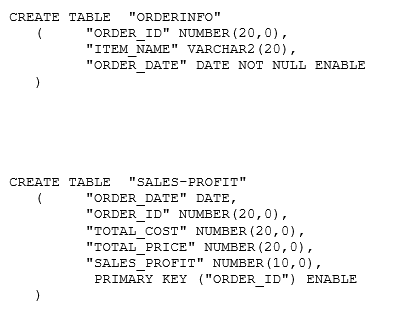 CREATE TABLE "ORDERINFO"
( "ORDER_ID" NUMBER(20,0),
"ITEM_NAME" VARCHAR2(20),
"ORDER_DATE" DATE NOT NULL ENABLE
)
CREATE TABLE "SALES-PROFIT"
( "ORDER_DATE" DATE,
"ORDER_ID" NUMBER(20,0),
"TOTAL_COST" NUMBER(20,0),
"TOTAL_PRICE" NUMBER(20,0),
"SALES_PROFIT" NUMBER(10,0),
PRIMARY KEY ("ORDER_ID") ENABLE
)